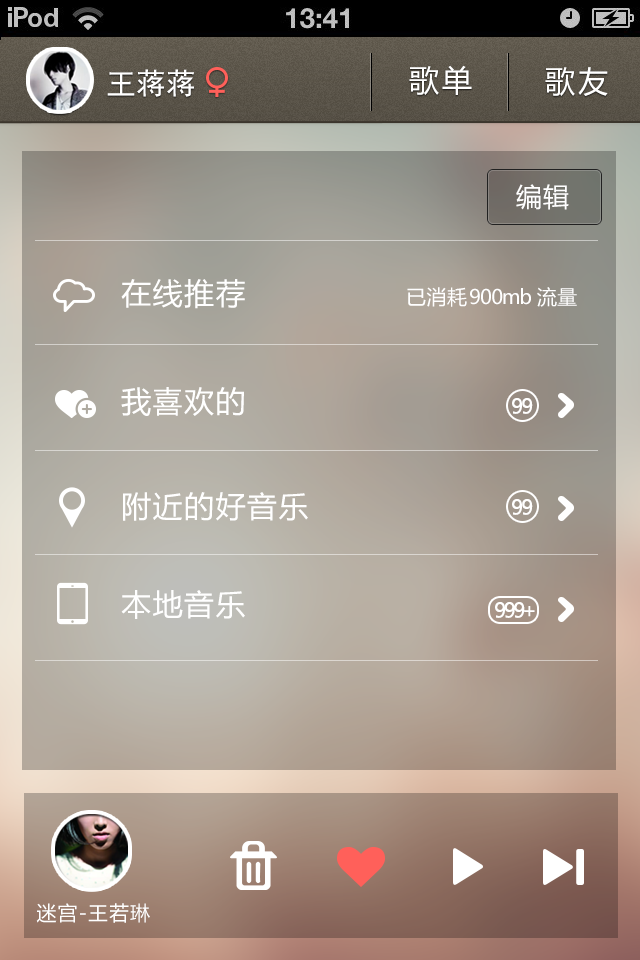 iPod 13:41
王蒋蒋 歌单 歌友
编辑
在线推荐 已消耗900mb 流量
我喜欢的 99
附近的好音乐 99
本地音乐 999+
迷宫-王若琳